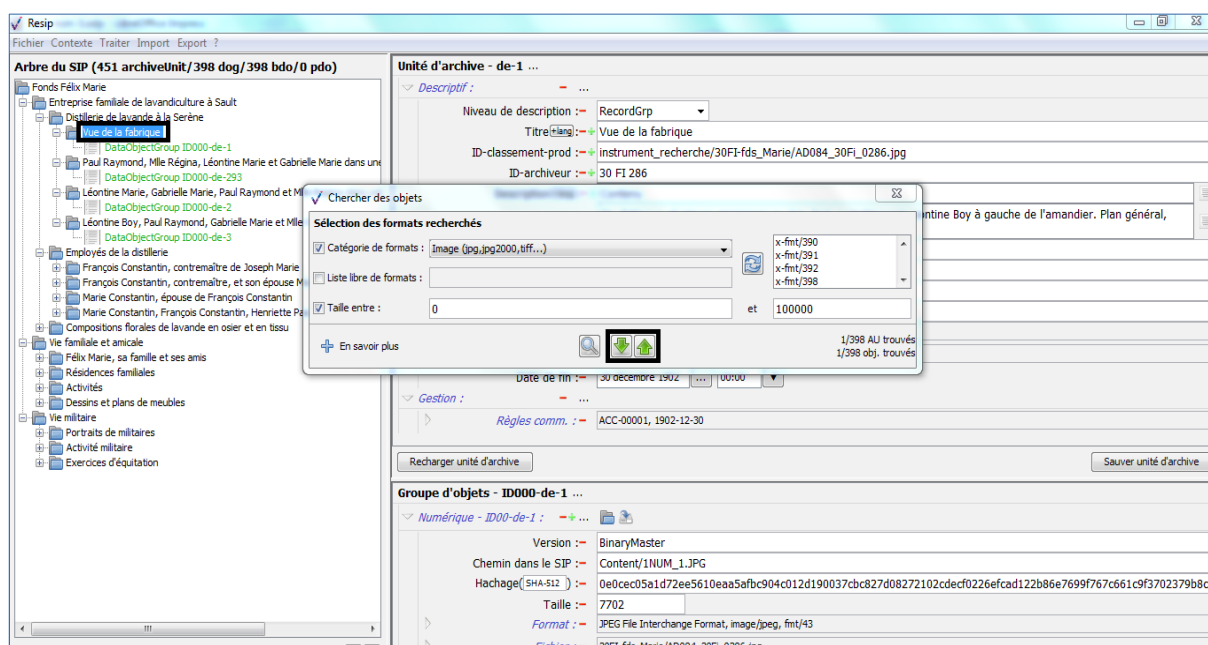 Resip
Fichier Contexte Traiter Import Export ?
Arbre du SIP (451 archiveUnit/398 dog/398 bdo/0 pdo)
Fonds Félix Marie
Entreprise familale de lavandiculture à Sault
Distillerie de lavande à la Serène
Vue de la fabrique
DataObjectGroup ID000-de-1
Paul Raymond, Mlle Régina, Léontine Marie et Gabrielle Marie dans une
DataObjectGroup ID000-de-293
Léontine Marie, Gabrielle Marie, Paul Raymond et M
DataObjectGroup ID000-de-2
Léontine Boy, Paul Raymond, Gabrielle Marie et Mlle
DataObjectGroup ID000-de-3
Employés de la distillerie
François Constantin, contremaître de Joseph Marie
François Constantin, contremaître, et son épouse M
Marie Constantin, épouse de François Constantin
Marie Constantin, François Constantin, Henriette Pa
Compositions florales de lavande en osier et en tissu
Vie familiale et amicale
Félix Marie, sa famille et ses amis
Résidences familiales
Activités
Dessins et plans de meubles
Vie militaire
Portraits de militaires
Activité militaire
Exercices d'équitation
Unité d'archive - de-1 ...
Descriptif : − ...
Niveau de description :− RecordGrp
Titre +lang :−+ Vue de la fabrique
ID-classement-prod :−+ instrument_recherche/30FI-fds_Marie/AD084_30Fi_0286.jpg
ID-archiveur :−+ 30 FI 286
ntine Boy à gauche de l'amandier. Plan général,
Chercher des objets
Sélection des formats recherchés
Catégorie de formats : Image (jpg,jpg2000,tiff...)
x-fmt/390
x-fmt/391
x-fmt/392
x-fmt/398
Liste libre de formats :
Taille entre : 0 et 100000
En savoir plus
1/398 AU trouvés
1/398 obj. trouvés
Date de fin :− 30 décembre 1902 ... 00:00
Gestion : − ...
Règles comm. : − ACC-00001, 1902-12-30
Recharger unité d'archive
Sauver unité d'archive
Groupe d'objets - ID000-de-1 ...
Numérique - ID00-de-1 : −+ ...
Version :− BinaryMaster
Chemin dans le SIP :− Content/1NUM_1.JPG
Hachage( SHA-512 ) :− 0e0cec05a1d72ee5610eaa5afbc904c012d190037cbc827d08272102cdecf0226efcad122b86e7699f767c661c9f3702379b8c
Taille :− 7702
Format : − JPEG File Interchange Format, image/jpeg, fmt/43